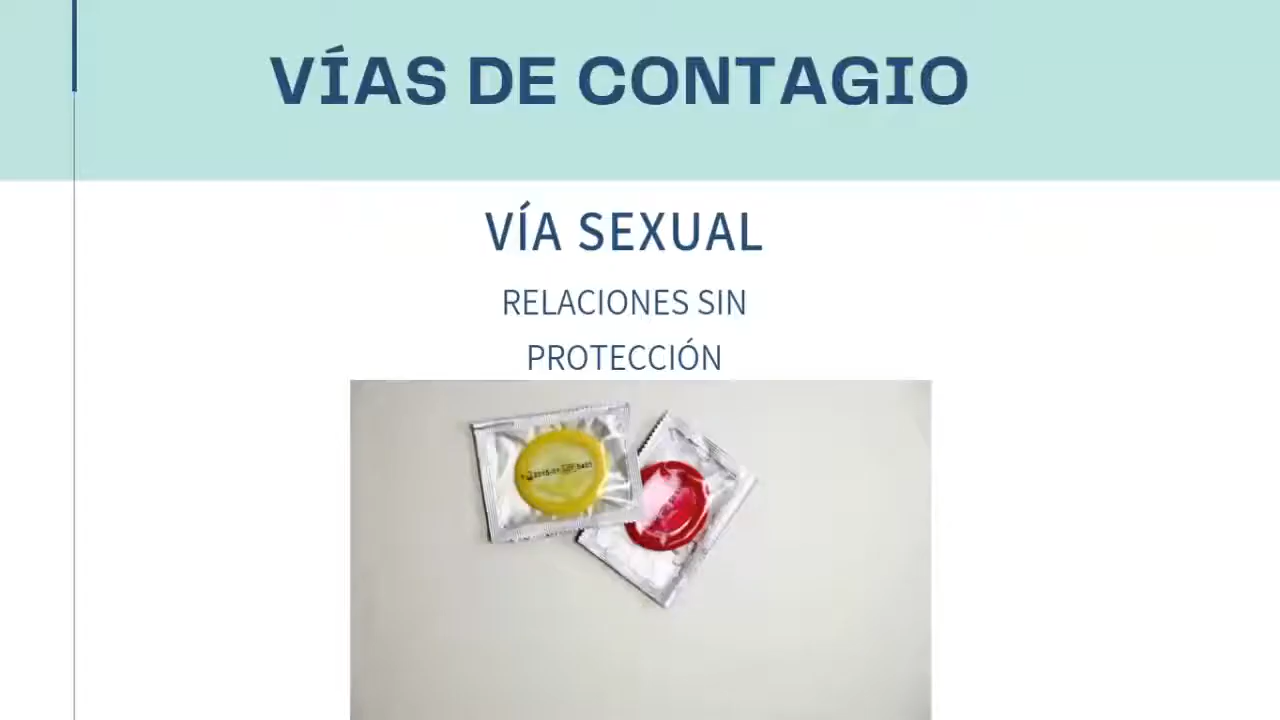 VÍAS DE CONTAGIO
VÍA SEXUAL
RELACIONES SIN
PROTECCIÓN